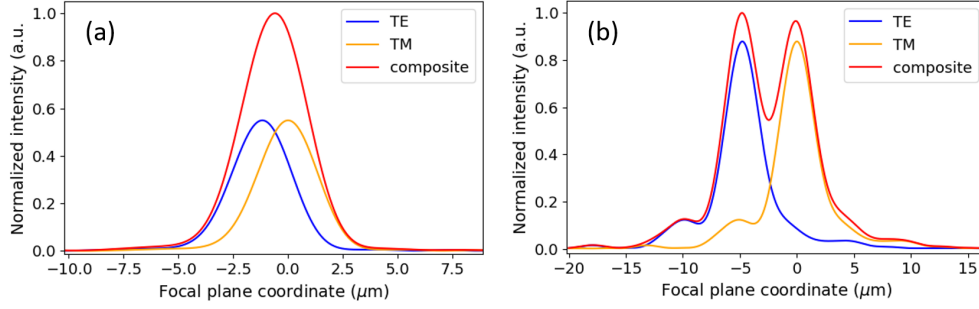 (a)
Normalized intensity (a.u.)
1.0
0.8
0.6
0.4
0.2
0.0
TE
TM
composite
−10.0 −7.5 −5.0 −2.5 0.0 2.5 5.0 7.5
Focal plane coordinate (μm)
(b)
Normalized intensity (a.u.)
1.0
0.8
0.6
0.4
0.2
0.0
TE
TM
composite
−20 −15 −10 −5 0 5 10 15
Focal plane coordinate (μm)